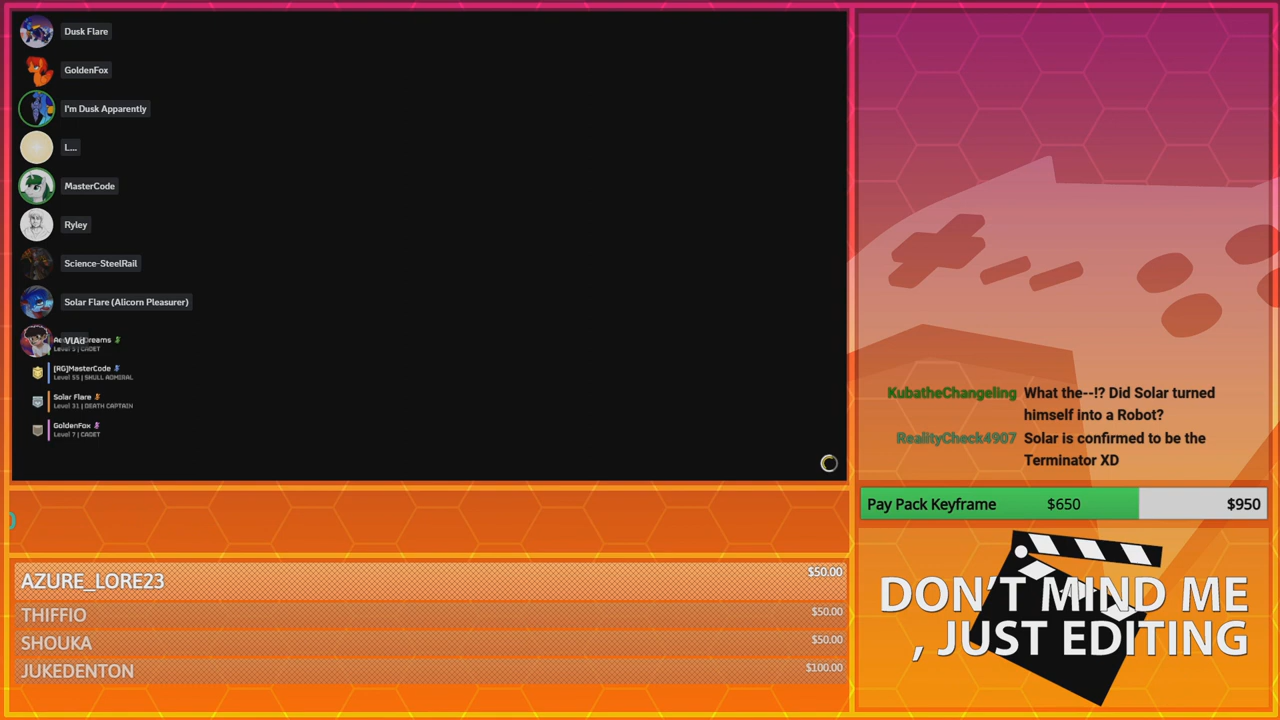 Dusk Flare
GoldenFox
I'm Dusk Apparently
L...
MasterCode
Ryley
Science-SteelRail
Solar Flare (Alicorn Pleasurer)
VlAd
Level 5 | CADET
[RG]MasterCode
Level 55 | SKULL ADMIRAL
Solar Flare
Level 31 | DEATH CAPTAIN
GoldenFox
Level 7 | CADET
KubatheChangeling What the--!? Did Solar turned
himself into a Robot?
RealityCheck4907 Solar is confirmed to be the
Terminator XD
Pay Pack Keyframe $650 $950
AZURE_LORE23 $50.00
THIFFIO $50.00
SHOUKA $50.00
JUKEDENTON $100.00
DON'T MIND ME
, JUST EDITING